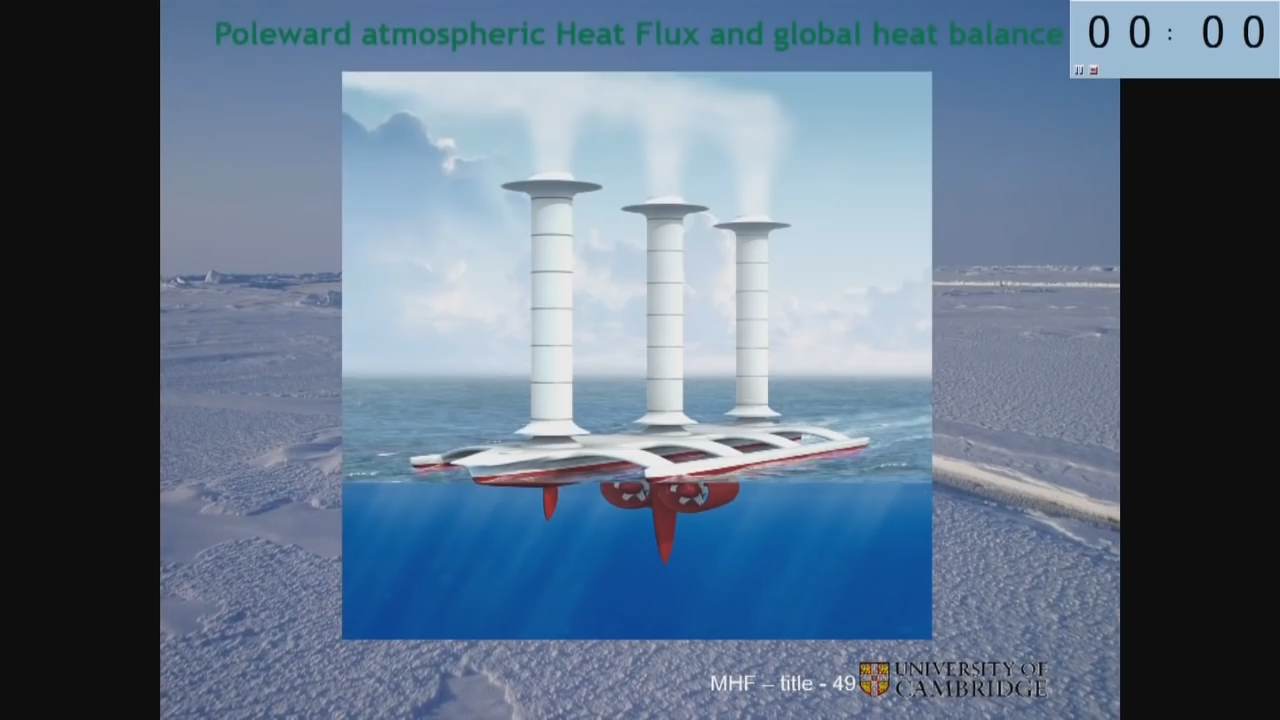 Poleward atmospheric Heat Flux and global heat balance
00:00
MHF – title - 49
UNIVERSITY OF
CAMBRIDGE